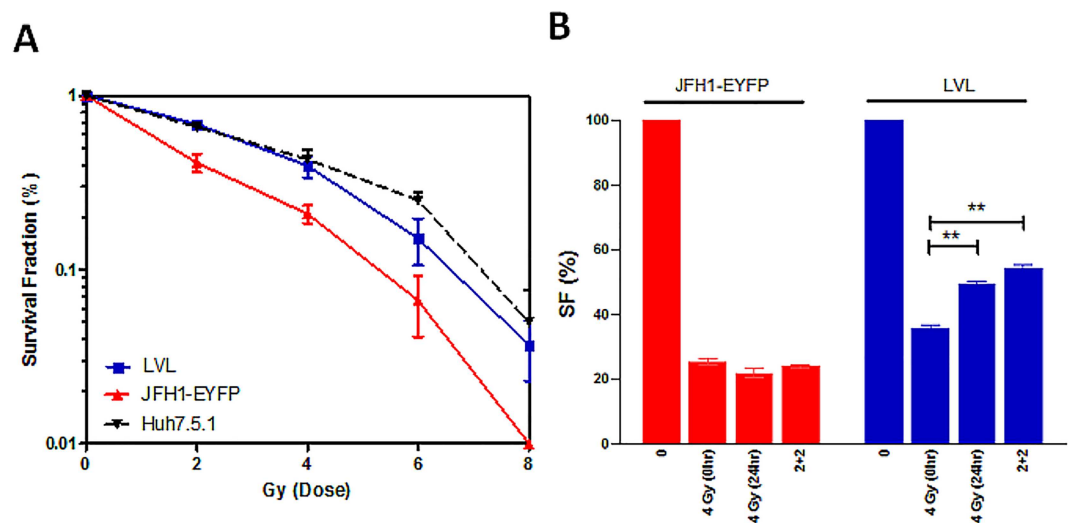 A
Survival Fraction (%)
1
0.1
0.01
LVL
JFH1-EYFP
Huh7.5.1
0
2
4
6
8
Gy (Dose)
B
JFH1-EYFP
LVL
SF (%)
100
80
60
40
20
0
**
**
0
4 Gy (0hr)
4 Gy (24hr)
2+2
0
4 Gy (0hr)
4 Gy (24hr)
2+2